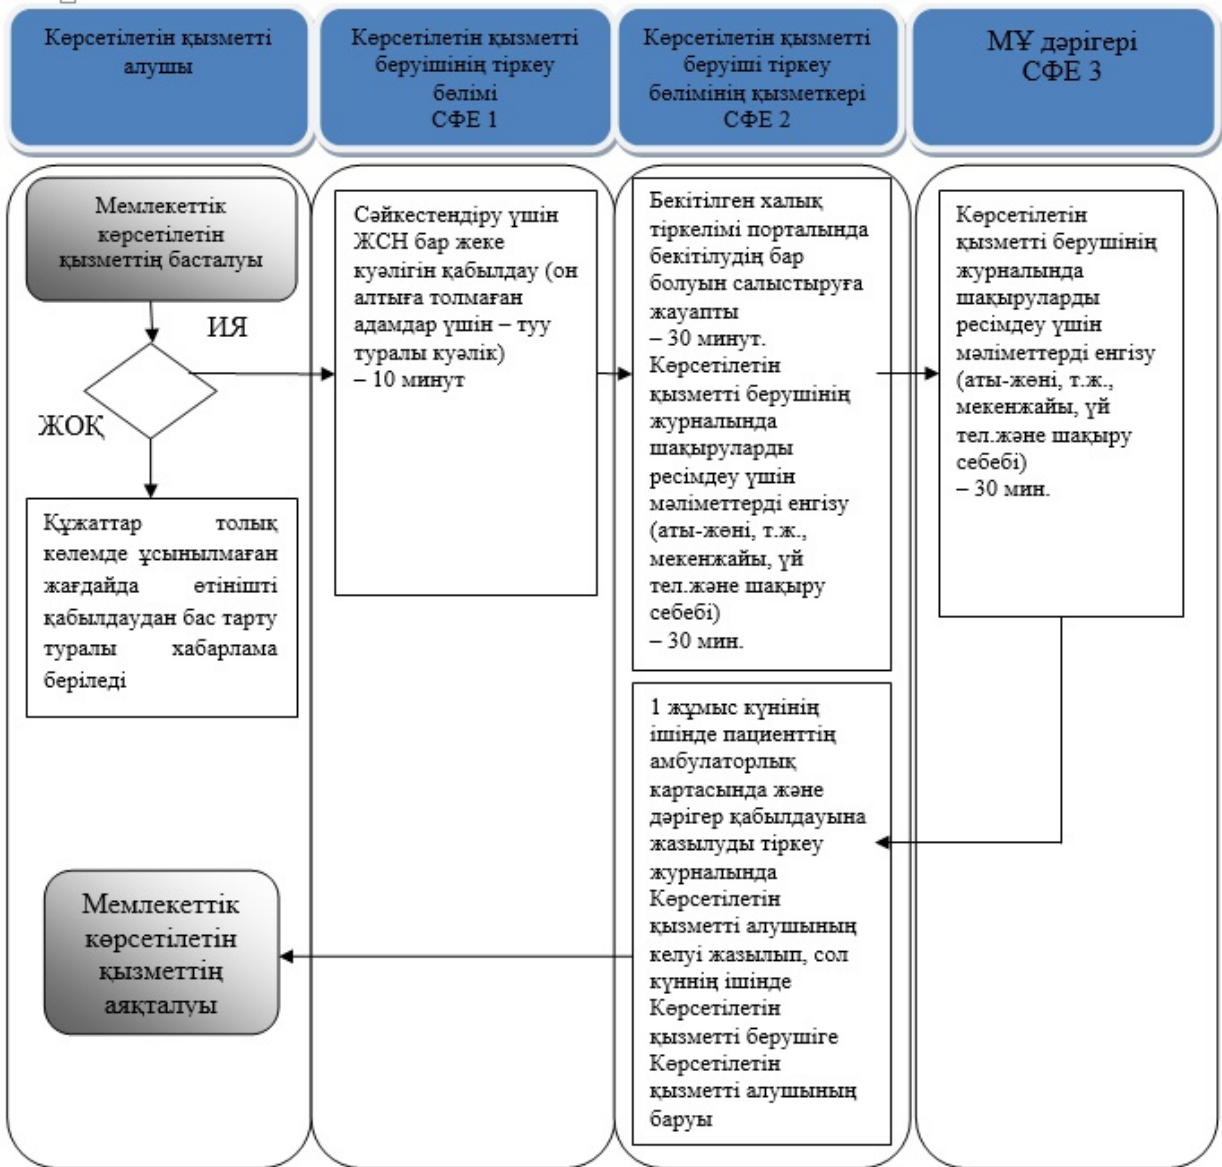 Көрсетілетін қызметті
алушы
Көрсетілетін қызметті
беруішінің тіркеу
бөлімі
СФЕ 1
Көрсетілетін қызметті
беруіші тіркеу
бөлімінің қызметкері
СФЕ 2
МҰ дәрігері
СФЕ 3
Мемлекеттік
көрсетілетін
қызметтің басталуы
ИЯ
ЖОҚ
Құжаттар толық
көлемде ұсынылмаған
жағдайда өтінішті
қабылдаудан бас тарту
туралы хабарлама
беріледі
Мемлекеттік
көрсетілетін
қызметтің
аяқталуы
Сәйкестендіру үшін
ЖСН бар жеке
куәлігін қабылдау (он
алтыға толмаған
адамдар үшін – туу
туралы куәлік)
– 10 минут
Бекітілген халық
тіркелімі порталында
бекітілудің бар
болуын салыстыруға
жауапты
– 30 минут.
Көрсетілетін
қызметті берушінің
журналында
шақыруларды
ресімдеу үшін
мәліметтерді енгізу
(аты-жөні, т.ж.,
мекенжайы, үй
тел.және шақыру
себебі)
– 30 мин.
1 жұмыс күнінің
ішінде пациенттің
амбулаторлық
картасында және
дәрігер қабылдауына
жазылуды тіркеу
журналында
Көрсетілетін
қызметті алушының
келуі жазылып, сол
күннің ішінде
Көрсетілетін
қызметті берушіге
Көрсетілетін
қызметті алушының
баруы
Көрсетілетін
қызметті берушінің
журналында
шақыруларды
ресімдеу үшін
мәліметтерді енгізу
(аты-жөні, т.ж.,
мекенжайы, үй
тел.және шақыру
себебі)
– 30 мин.